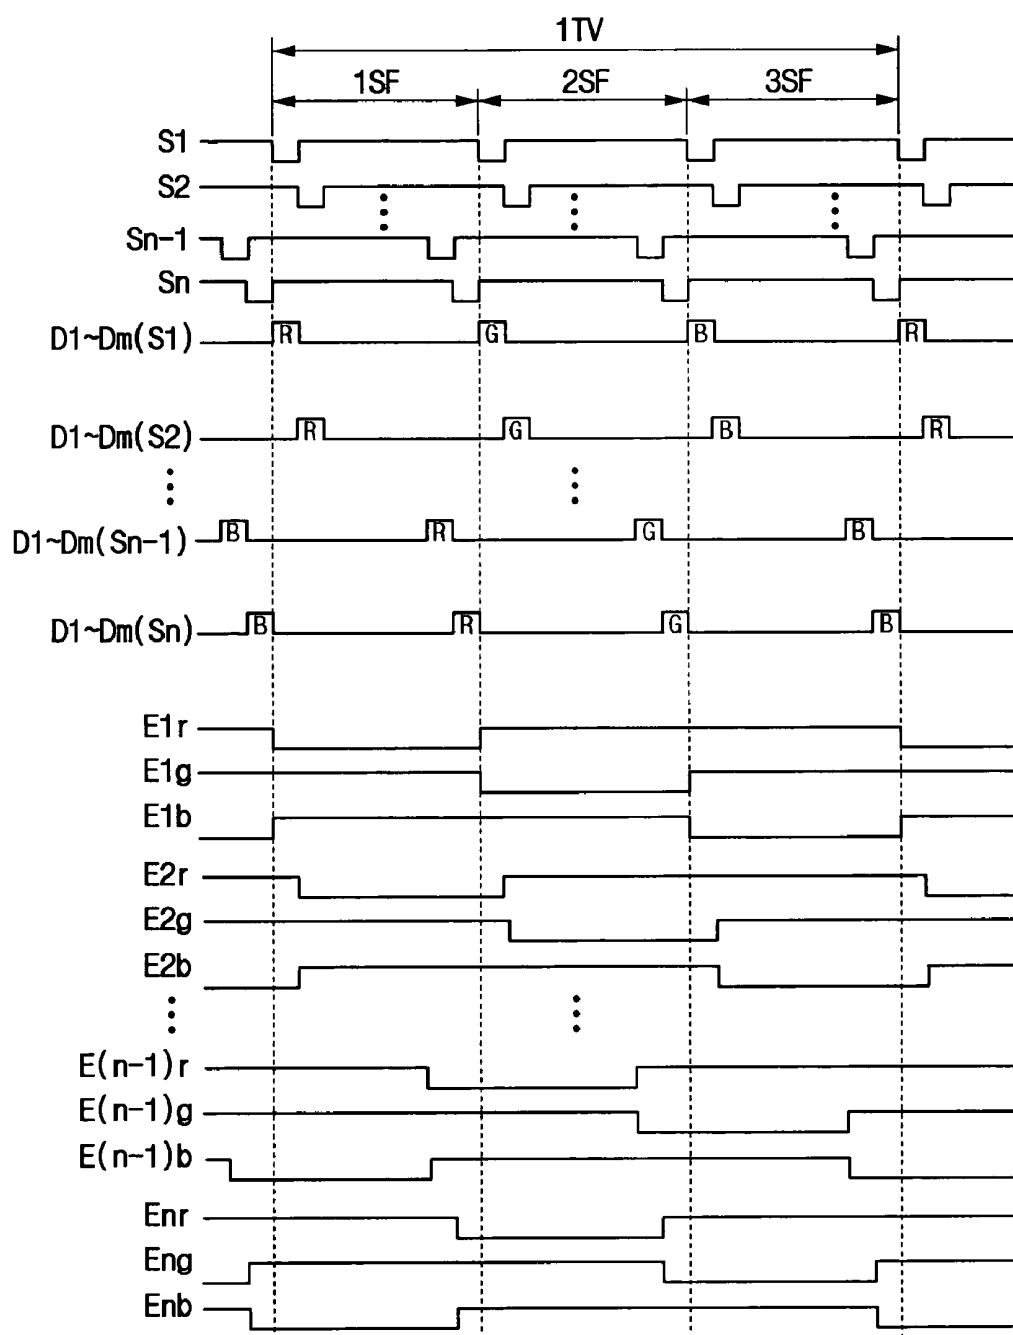 1TV
1SF 2SF 3SF
S1
S2
Sn-1
Sn
D1~Dm(S1) R G B R
D1~Dm(S2) R G B R
D1~Dm(Sn-1) B R G B
D1~Dm(Sn) B R G B
E1r
E1g
E1b
E2r
E2g
E2b
E(n-1)r
E(n-1)g
E(n-1)b
Enr
Eng
Enb